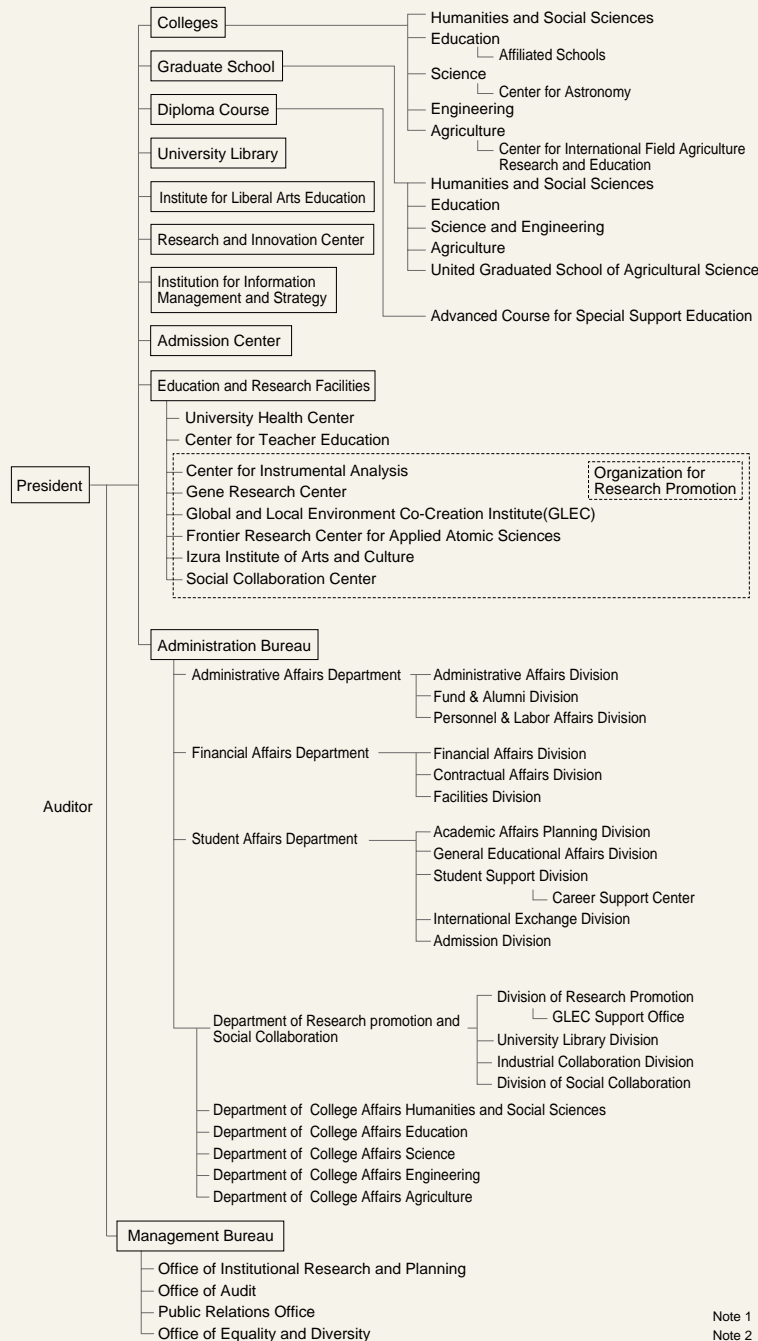 Colleges
Humanities and Social Sciences
Education
Affiliated Schools
Science
Center for Astronomy
Engineering
Agriculture
Center for International Field Agriculture
Research and Education
Graduate School
Humanities and Social Sciences
Education
Science and Engineering
Agriculture
United Graduated School of Agricultural Science
Diploma Course
Advanced Course for Special Support Education
University Library
Institute for Liberal Arts Education
Research and Innovation Center
Institution for Information
Management and Strategy
Admission Center
Education and Research Facilities
University Health Center
Center for Teacher Education
Center for Instrumental Analysis
Gene Research Center
Global and Local Environment Co-Creation Institute(GLEC)
Frontier Research Center for Applied Atomic Sciences
Izura Institute of Arts and Culture
Social Collaboration Center
Organization for
Research Promotion
President
Administration Bureau
Administrative Affairs Department
Administrative Affairs Division
Fund & Alumni Division
Personnel & Labor Affairs Division
Financial Affairs Department
Financial Affairs Division
Contractual Affairs Division
Facilities Division
Auditor
Student Affairs Department
Academic Affairs Planning Division
General Educational Affairs Division
Student Support Division
Career Support Center
International Exchange Division
Admission Division
Department of Research promotion and
Social Collaboration
Division of Research Promotion
GLEC Support Office
University Library Division
Industrial Collaboration Division
Division of Social Collaboration
Department of College Affairs Humanities and Social Sciences
Department of College Affairs Education
Department of College Affairs Science
Department of College Affairs Engineering
Department of College Affairs Agriculture
Management Bureau
Office of Institutional Research and Planning
Office of Audit
Public Relations Office
Office of Equality and Diversity
Note 1
Note 2